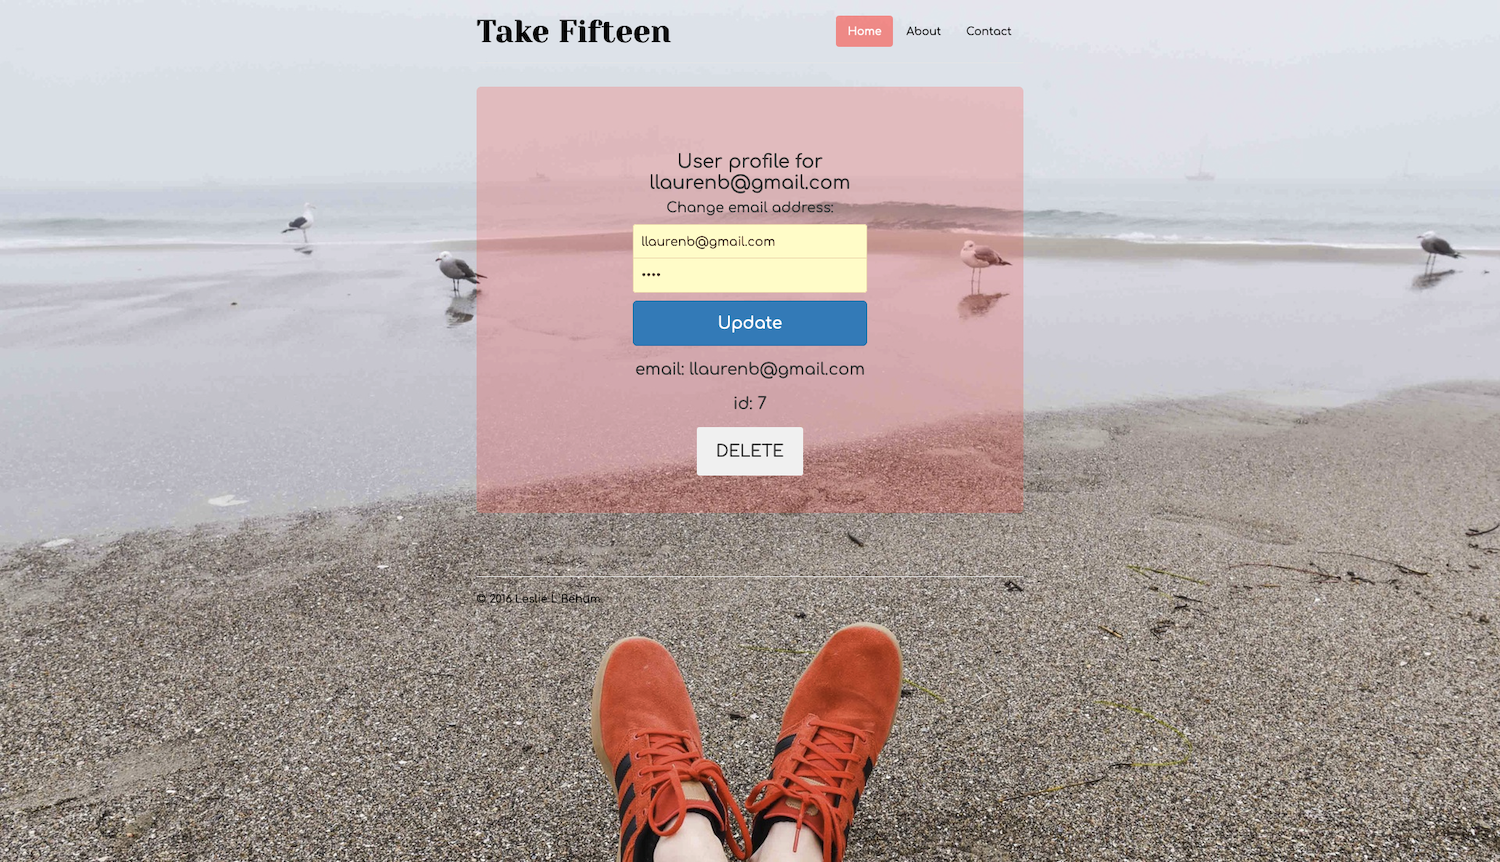 Take Fifteen
Home About Contact
User profile for
llaurenb@gmail.com
Change email address:
llaurenb@gmail.com
••••
Update
email: llaurenb@gmail.com
id: 7
DELETE
© 2016 Leslie L Beham.